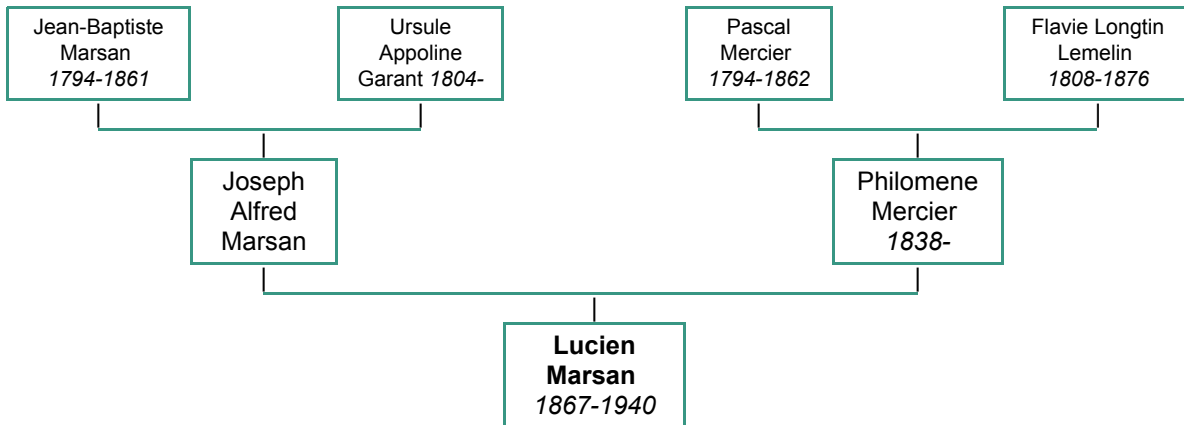 Jean-Baptiste
Marsan
1794-1861
Ursule
Appoline
Garant 1804-
Pascal
Mercier
1794-1862
Flavie Longtin
Lemelin
1808-1876
Joseph
Alfred
Marsan
Philomene
Mercier
1838-
Lucien
Marsan
1867-1940